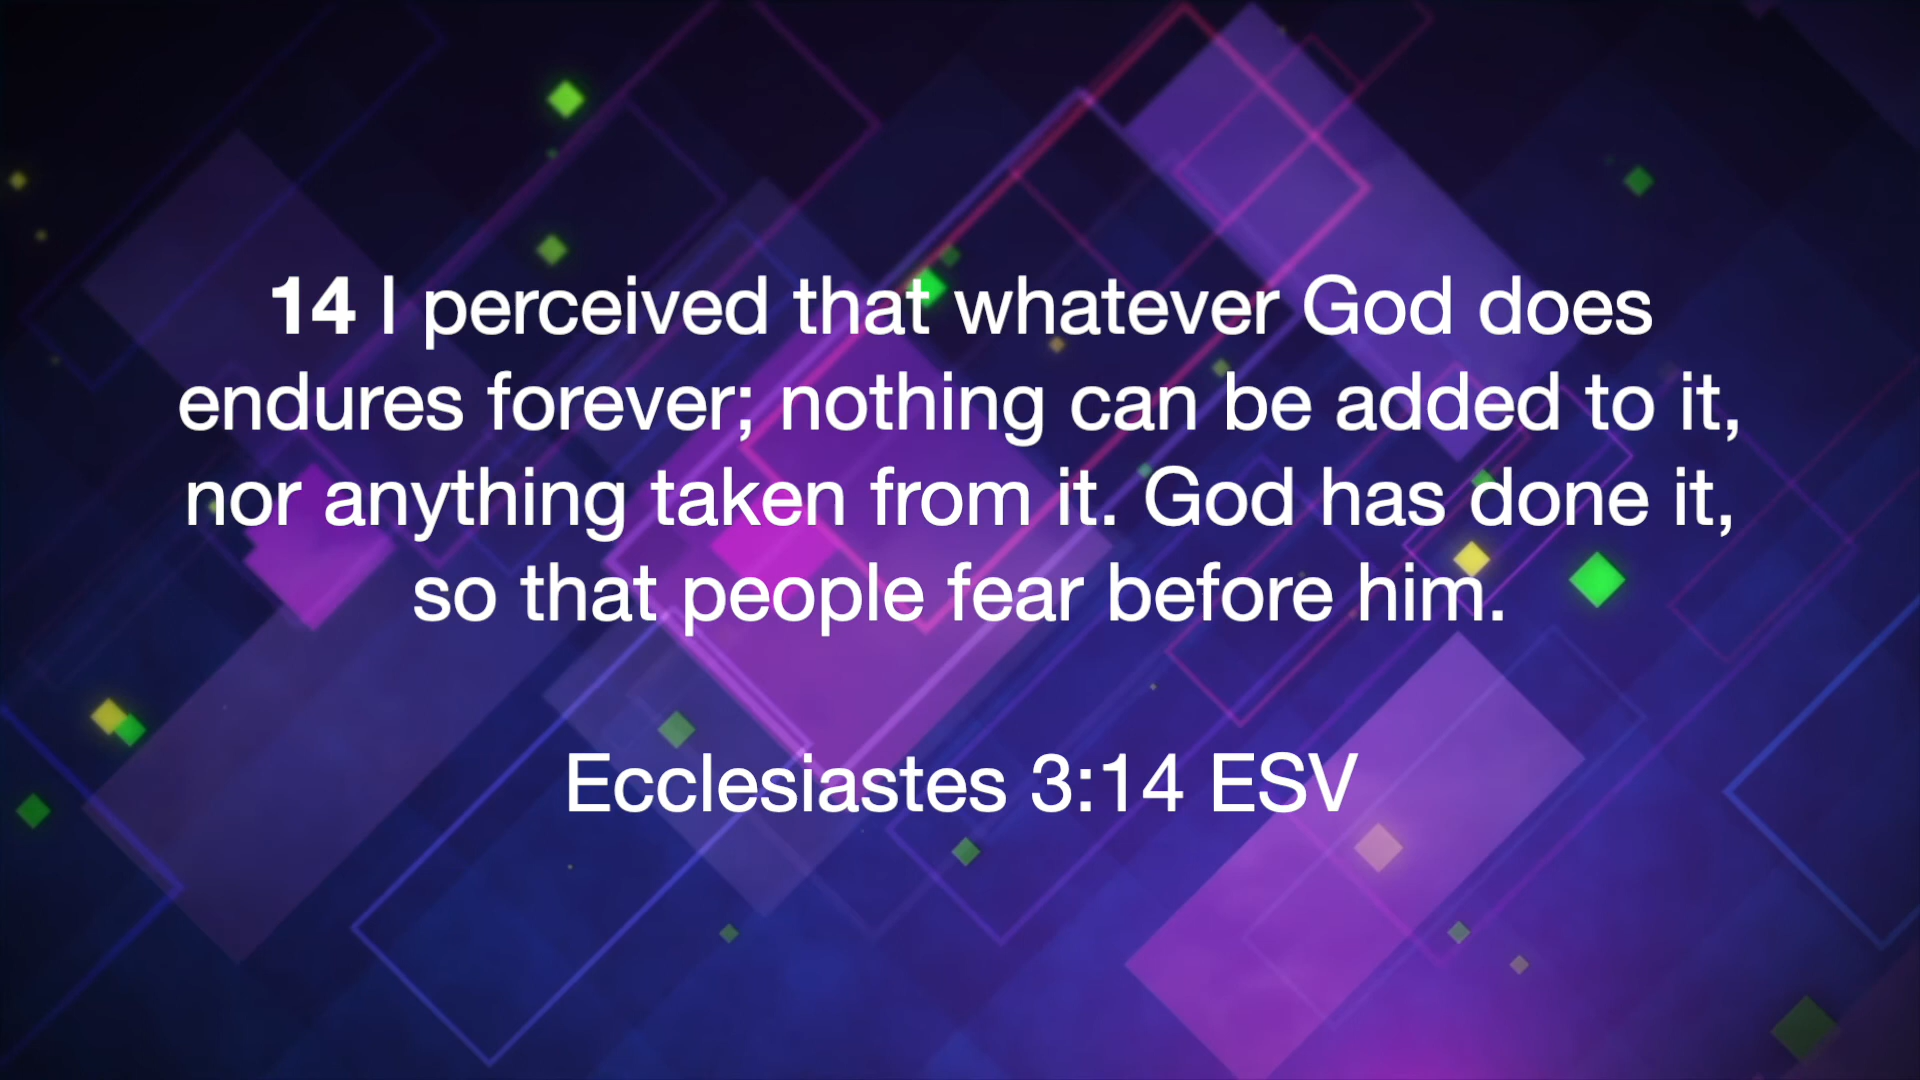 14 I perceived that whatever God does
endures forever; nothing can be added to it,
nor anything taken from it. God has done it,
so that people fear before him.
Ecclesiastes 3:14 ESV